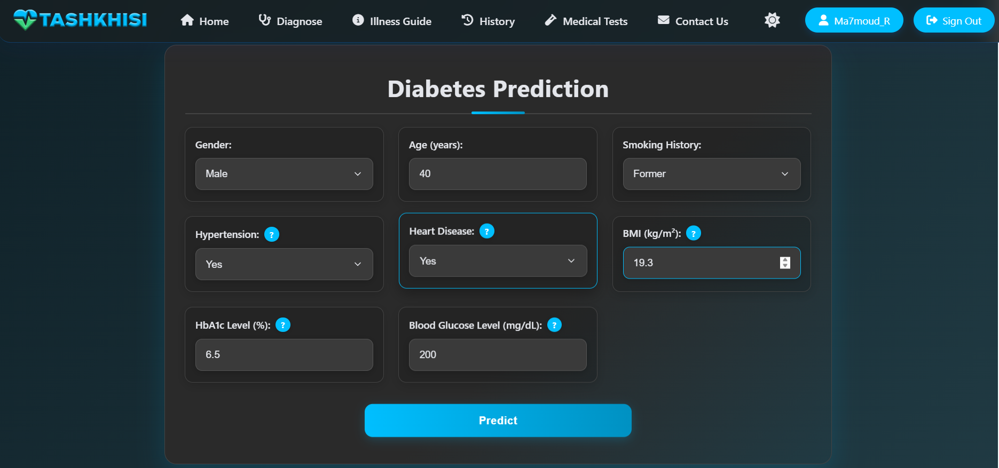 TASHKHISI Home Diagnose Illness Guide History Medical Tests Contact Us Ma7moud_R Sign Out
Diabetes Prediction
Gender: Age (years): Smoking History:
Male 40 Former
Hypertension: ? Heart Disease: ? BMI (kg/m²): ?
Yes Yes 19.3
HbA1c Level (%): ? Blood Glucose Level (mg/dL): ?
6.5 200
Predict